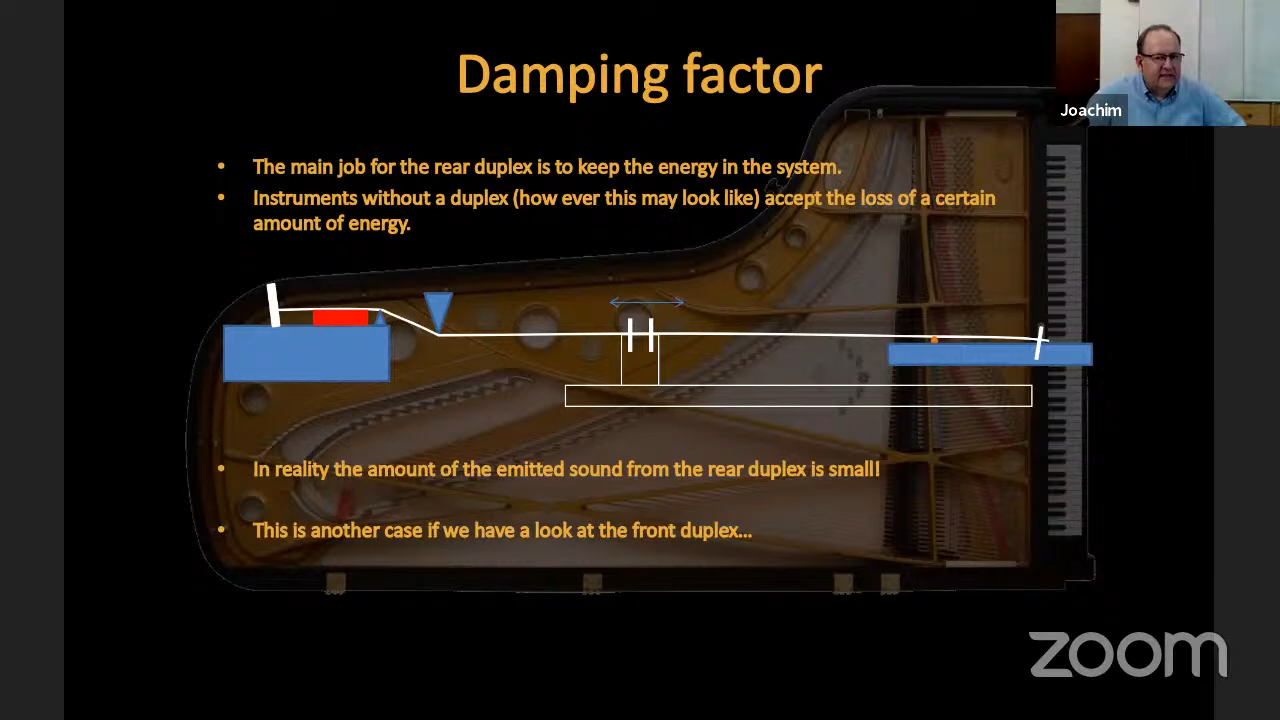 Damping factor
Joachim
• The main job for the rear duplex is to keep the energy in the system.
• Instruments without a duplex (how ever this may look like) accept the loss of a certain
amount of energy.
• In reality the amount of the emitted sound from the rear duplex is small!
• This is another case if we have a look at the front duplex...
zoom